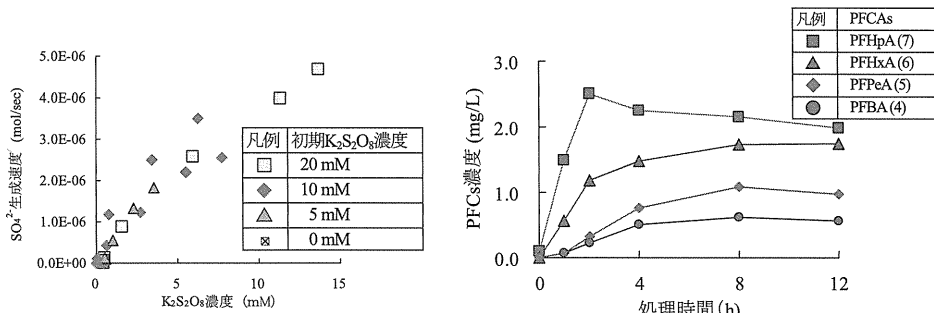 5.0E-06
4.0E-06
3.0E-06
2.0E-06
1.0E-06
0.0E+00
SO₄²⁻生成速度 (mol/sec)
0
5
10
15
K₂S₂O₈濃度 (mM)
凡例 初期K₂S₂O₈濃度
20 mM
10 mM
5 mM
0 mM
凡例 PFCAs
PFHpA (7)
PFHxA (6)
PFPeA (5)
PFBA (4)
3.0
2.0
1.0
0.0
PFCs濃度 (mg/L)
0
4
8
12
処理時間 (h)